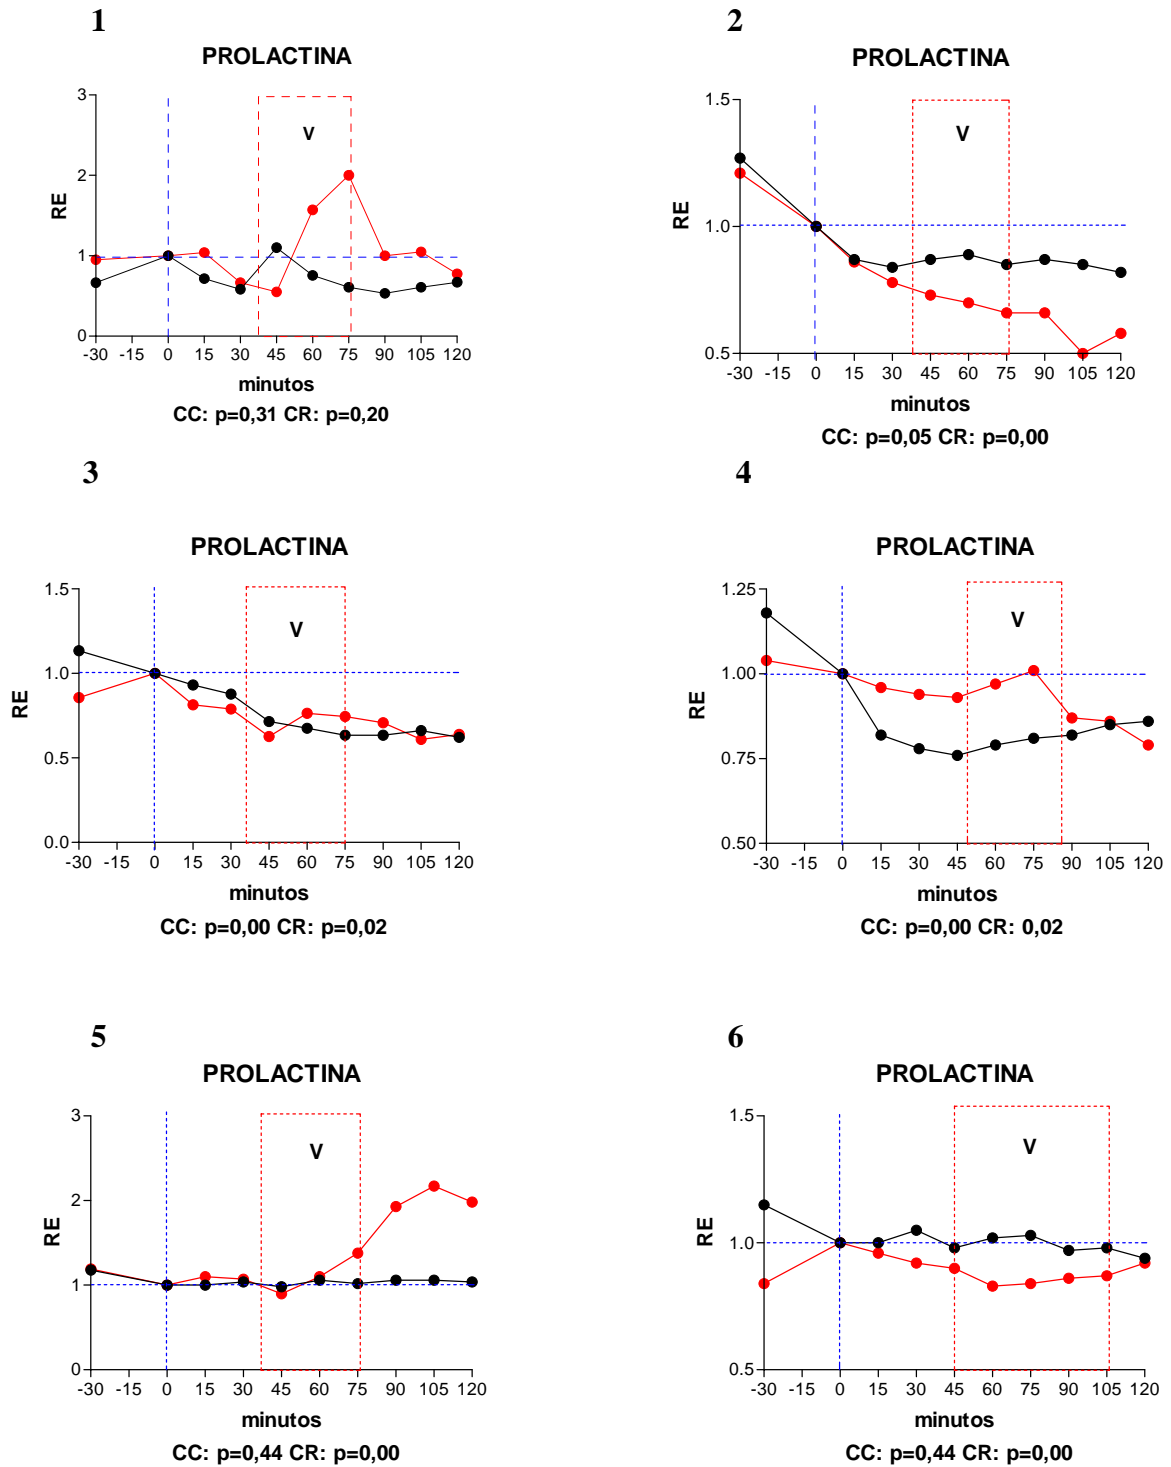 1
PROLACTINA
3
2
1
0
RE
V
-30 -15 0 15 30 45 60 75 90 105 120
minutos
CC: p=0,31 CR: p=0,20
2
PROLACTINA
1.5
1.0
0.5
RE
V
-30 -15 0 15 30 45 60 75 90 105 120
minutos
CC: p=0,05 CR: p=0,00
3
PROLACTINA
1.5
1.0
0.5
0.0
RE
V
-30 -15 0 15 30 45 60 75 90 105 120
minutos
CC: p=0,00 CR: p=0,02
4
PROLACTINA
1.25
1.00
0.75
0.50
RE
V
-30 -15 0 15 30 45 60 75 90 105 120
minutos
CC: p=0,00 CR: 0,02
5
PROLACTINA
3
2
1
0
RE
V
-30 -15 0 15 30 45 60 75 90 105 120
minutos
CC: p=0,44 CR: p=0,00
6
PROLACTINA
1.5
1.0
0.5
RE
V
-30 -15 0 15 30 45 60 75 90 105 120
minutos
CC: p=0,44 CR: p=0,00